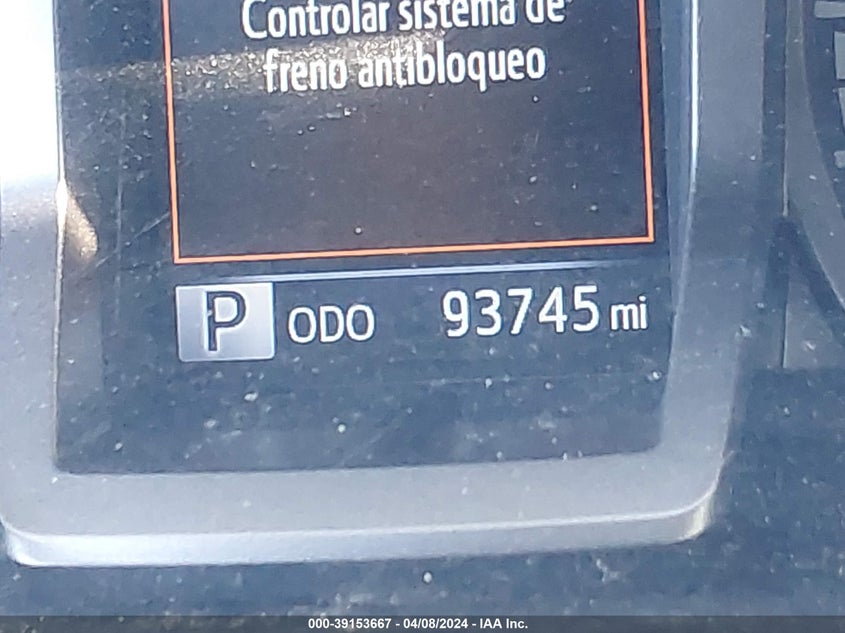 Controlar sistema de
freno antibloqueo
P ODO 93745 mi
000-39153667 - 04/08/2024 - IAA Inc.